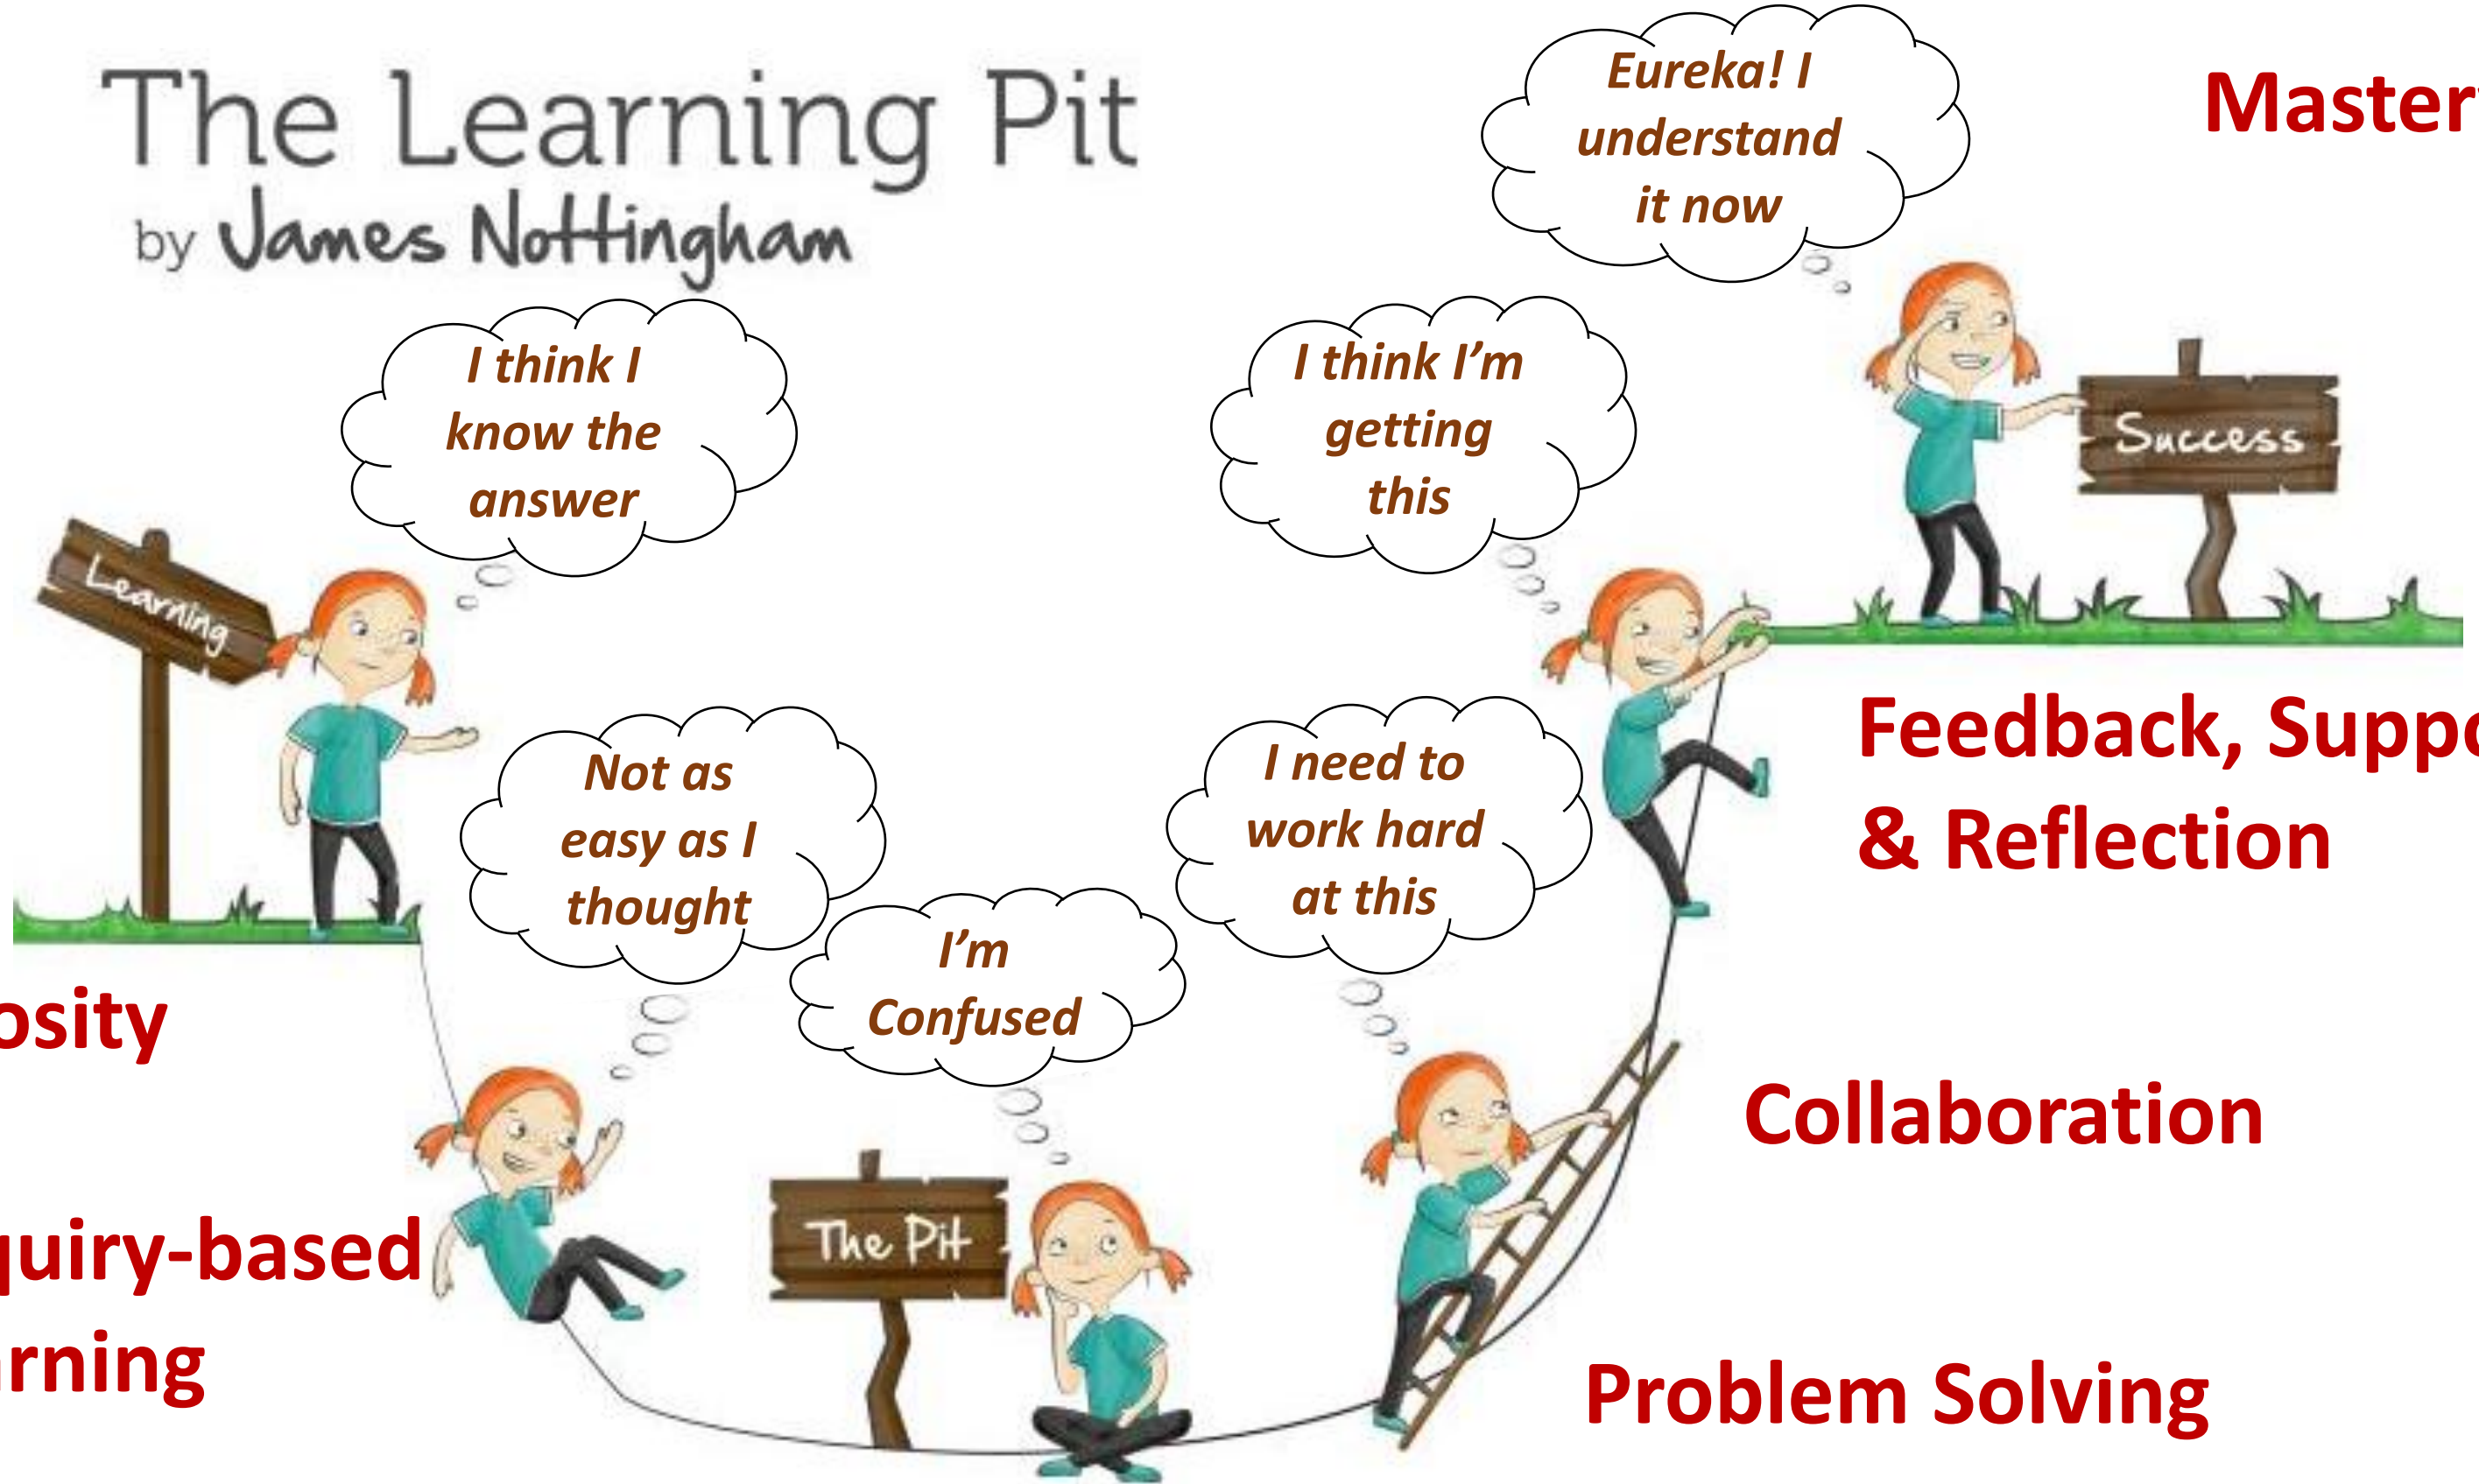 The Learning Pit
by James Nottingham
Eureka! I
understand
it now
Master
I think I
know the
answer
I think I’m
getting
this
Success
Learning
Not as
easy as I
thought
I need to
work hard
at this
Feedback, Suppo
& Reflection
I’m
Confused
osity
Collaboration
quiry-based
rning
The Pit
Problem Solving